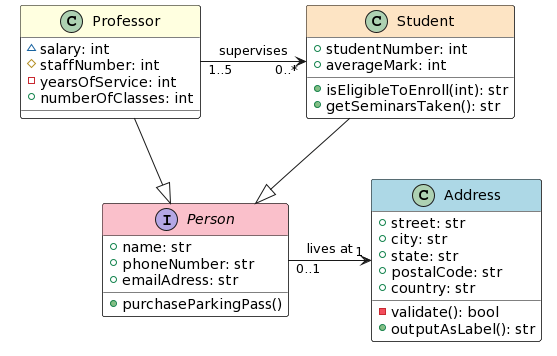 C Professor
salary: int
staffNumber: int
yearsOfService: int
numberOfClasses: int
supervises
1..5
0..*
C Student
studentNumber: int
averageMark: int
isEligibleToEnroll(int): str
getSeminarsTaken(): str
I Person
name: str
phoneNumber: str
emailAdress: str
purchaseParkingPass()
lives at
0..1
1
C Address
street: str
city: str
state: str
postalCode: str
country: str
validate(): bool
outputAsLabel(): str